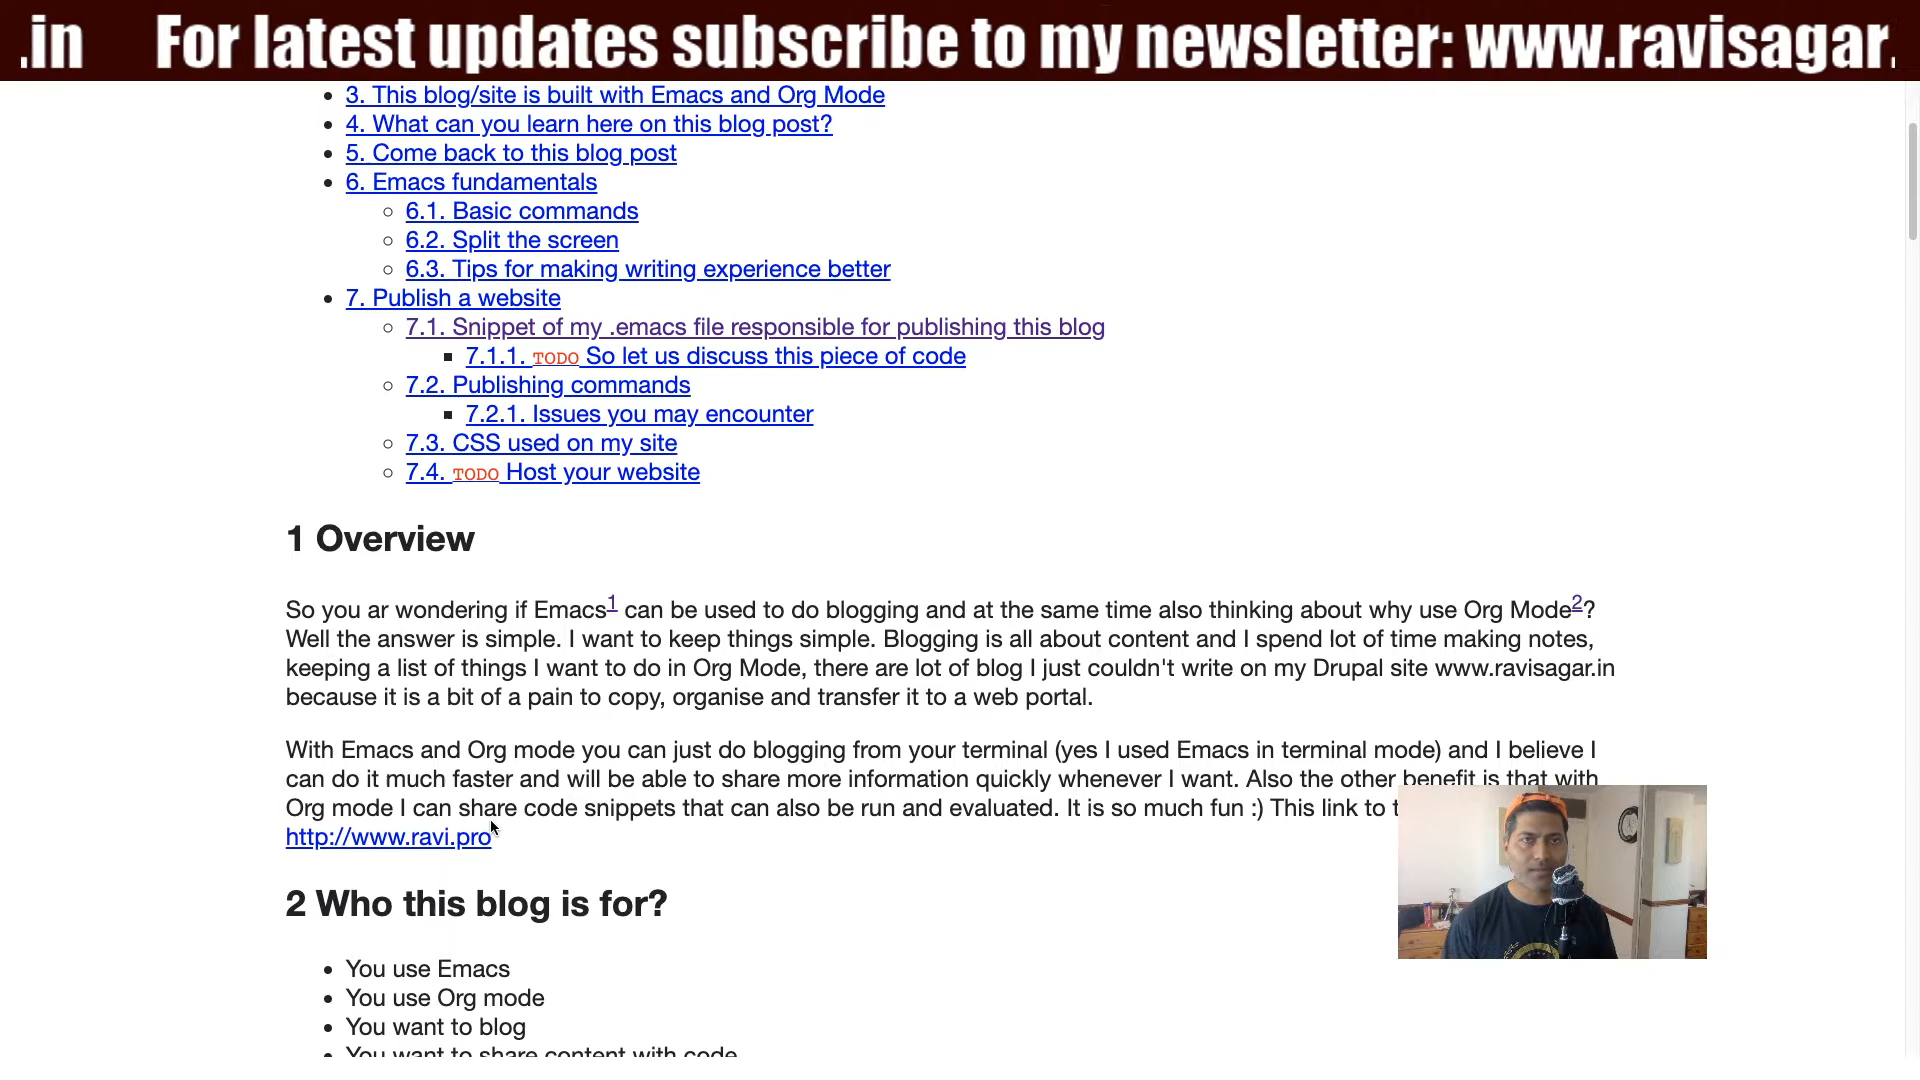 .in For latest updates subscribe to my newsletter: www.ravisagar.
3. This blog/site is built with Emacs and Org Mode
4. What can you learn here on this blog post?
5. Come back to this blog post
6. Emacs fundamentals
6.1. Basic commands
6.2. Split the screen
6.3. Tips for making writing experience better
7. Publish a website
7.1. Snippet of my .emacs file responsible for publishing this blog
7.1.1. TODO So let us discuss this piece of code
7.2. Publishing commands
7.2.1. Issues you may encounter
7.3. CSS used on my site
7.4. TODO Host your website
1 Overview
So you ar wondering if Emacs1 can be used to do blogging and at the same time also thinking about why use Org Mode2?
Well the answer is simple. I want to keep things simple. Blogging is all about content and I spend lot of time making notes,
keeping a list of things I want to do in Org Mode, there are lot of blog I just couldn't write on my Drupal site www.ravisagar.in
because it is a bit of a pain to copy, organise and transfer it to a web portal.
With Emacs and Org mode you can just do blogging from your terminal (yes I used Emacs in terminal mode) and I believe I
can do it much faster and will be able to share more information quickly whenever I want. Also the other benefit is that with
Org mode I can share code snippets that can also be run and evaluated. It is so much fun :) This link to
http://www.ravi.pro
2 Who this blog is for?
You use Emacs
You use Org mode
You want to blog
You want to share content with code